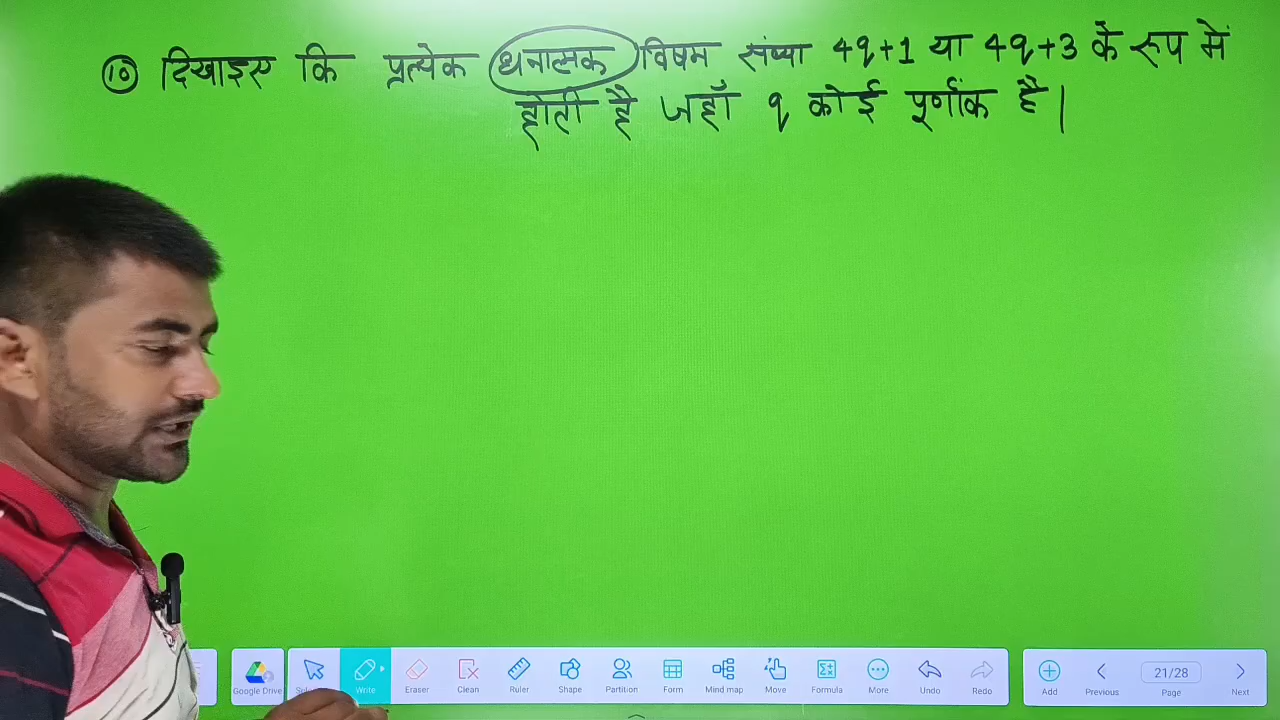 ⑩ दिखाइए कि प्रत्येक धनात्मक विषम संख्या 4q+1 या 4q+3 के रूप में
होती है जहाँ q कोई पूर्णांक है।
Google Drive
Write
Eraser
Clean
Ruler
Shape
Partition
Form
Mind map
Move
Formula
More
Undo
Redo
Add
Previous
21/28
Page
Next